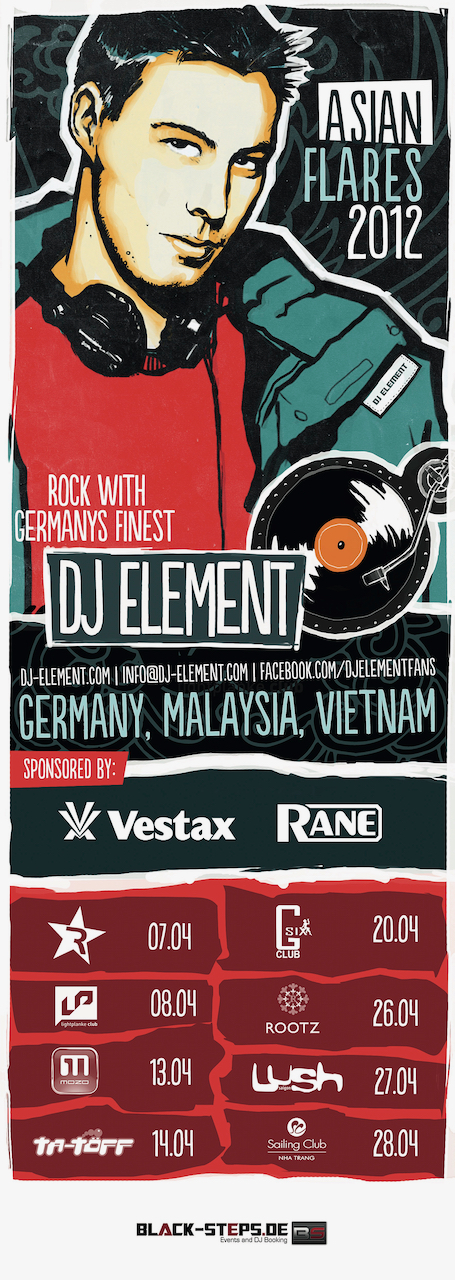 ASIAN
FLARES
2012
DJ ELEMENT
ROCK WITH
GERMANYS FINEST
DJ ELEMENT
DJ-ELEMENT.COM | INFO@DJ-ELEMENT.COM | FACEBOOK.COM/DJELEMENTFANS
GERMANY, MALAYSIA, VIETNAM
SPONSORED BY:
Vestax RANE
R 07.04
G SIX CLUB 20.04
lightplanke club 08.04
ROOTZ 26.04
MOZO 13.04
Lush saigon 27.04
TA-TÖFF 14.04
Sailing Club
NHA TRANG
28.04
BLACK-STEPS.DE BS
Events and DJ Booking